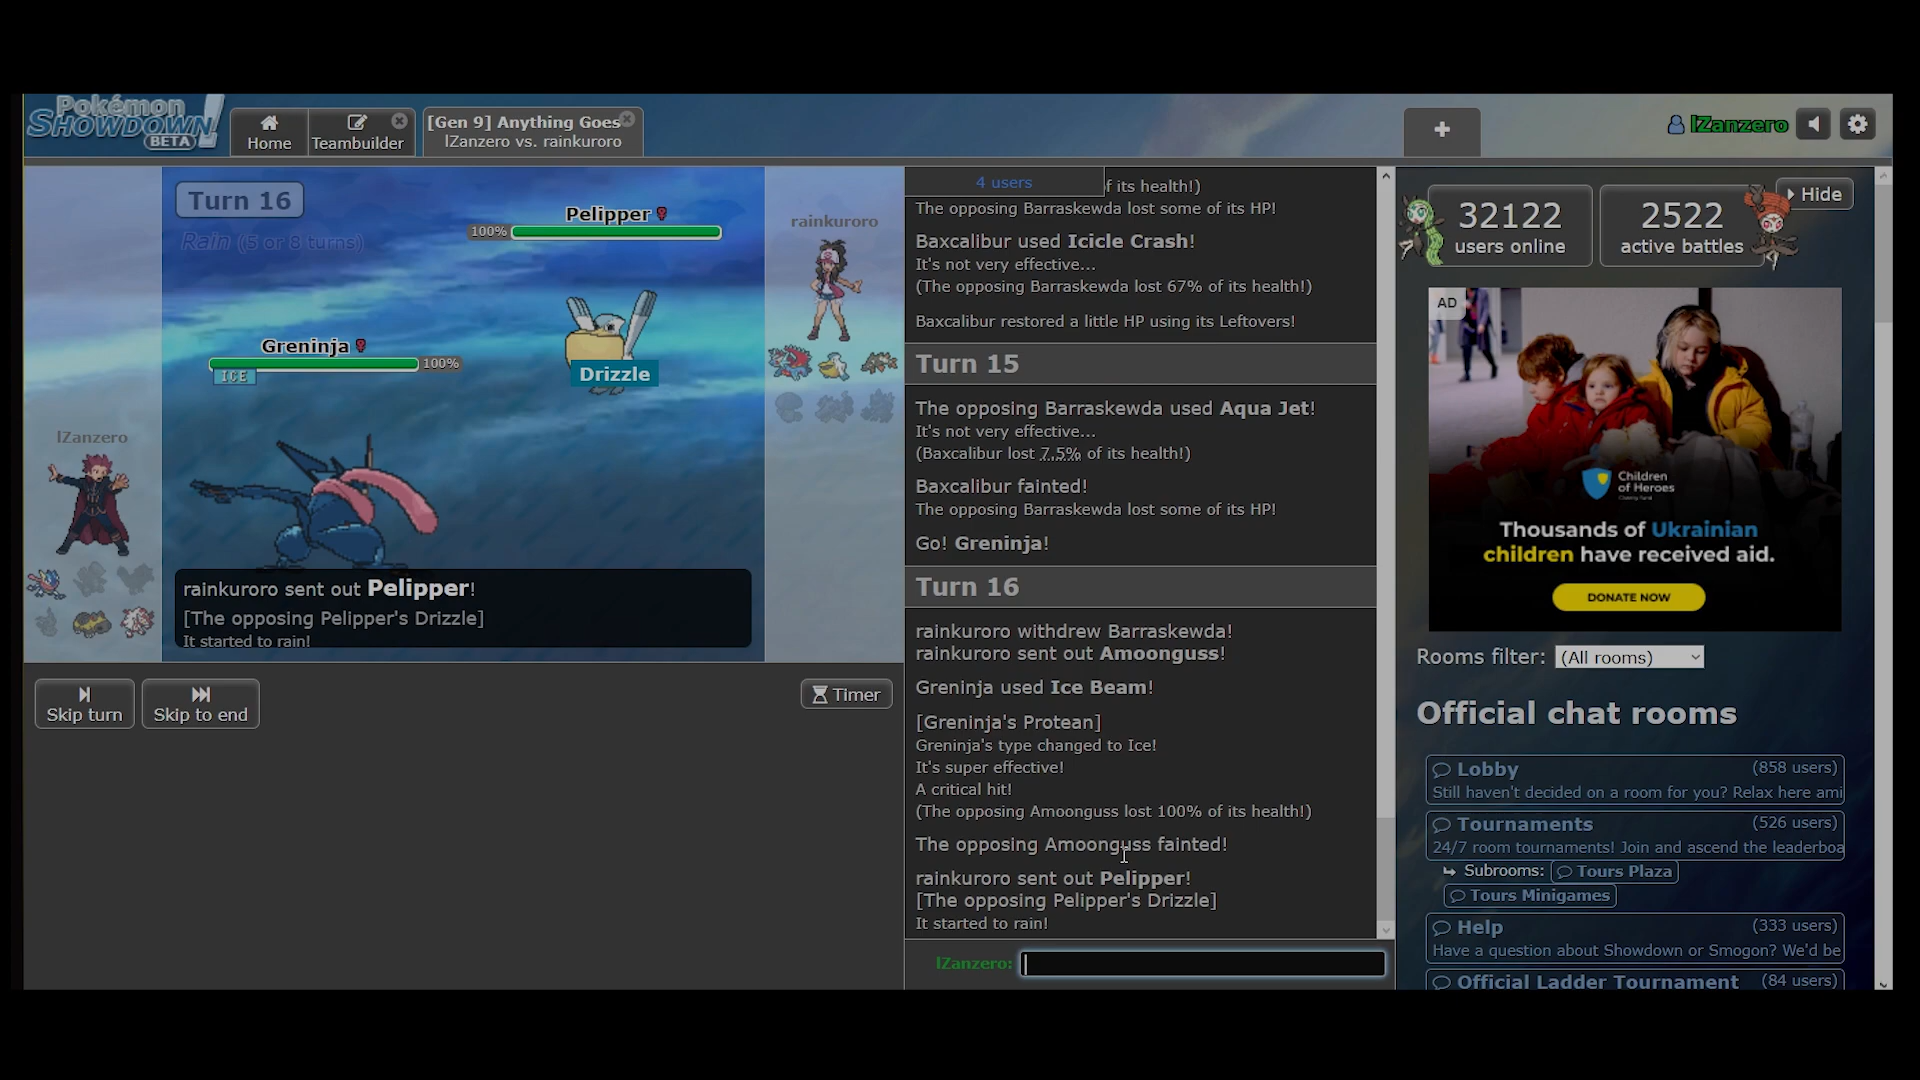 Pokémon
SHOWDOWN!
BETA
Home
Teambuilder
[Gen 9] Anything Goes
lZanzero vs. rainkuroro
+
lZanzero
Turn 16
Rain (5 or 8 turns)
Pelipper
100%
Greninja
100%
ICE
Drizzle
rainkuroro
lZanzero
rainkuroro sent out Pelipper!
[The opposing Pelipper's Drizzle]
It started to rain!
Skip turn
Skip to end
Timer
4 users
f its health!)
The opposing Barraskewda lost some of its HP!
Baxcalibur used Icicle Crash!
It's not very effective...
(The opposing Barraskewda lost 67% of its health!)
Baxcalibur restored a little HP using its Leftovers!
Turn 15
The opposing Barraskewda used Aqua Jet!
It's not very effective...
(Baxcalibur lost 7.5% of its health!)
Baxcalibur fainted!
The opposing Barraskewda lost some of its HP!
Go! Greninja!
Turn 16
rainkuroro withdrew Barraskewda!
rainkuroro sent out Amoonguss!
Greninja used Ice Beam!
[Greninja's Protean]
Greninja's type changed to Ice!
It's super effective!
A critical hit!
(The opposing Amoonguss lost 100% of its health!)
The opposing Amoonguss fainted!
rainkuroro sent out Pelipper!
[The opposing Pelipper's Drizzle]
It started to rain!
lZanzero:
32122
users online
2522
active battles
Hide
AD
Children
of Heroes
Thousands of Ukrainian
children have received aid.
DONATE NOW
Rooms filter: (All rooms)
Official chat rooms
Lobby (858 users)
Still haven't decided on a room for you? Relax here ami
Tournaments (526 users)
24/7 room tournaments! Join and ascend the leaderboa
Subrooms: Tours Plaza
Tours Minigames
Help (333 users)
Have a question about Showdown or Smogon? We'd be
Official Ladder Tournament (84 users)